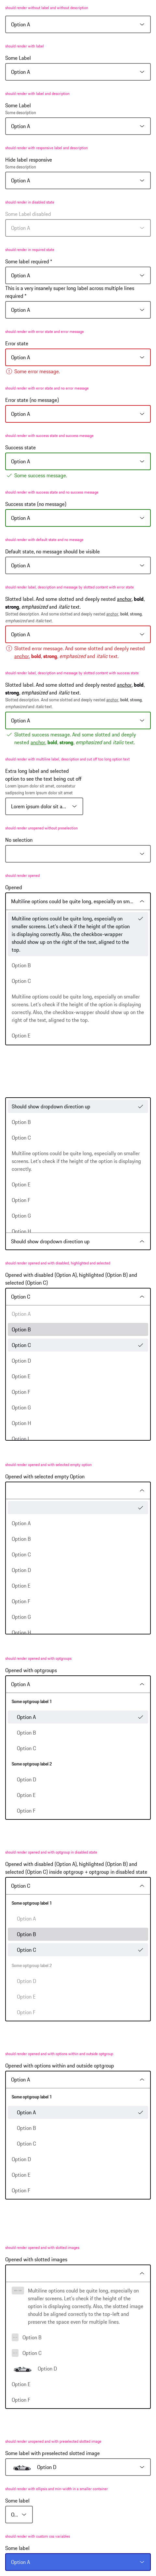 should render without label and without description
Option A
should render with label
Some Label
Option A
should render with label and description
Some Label
Some description
Option A
should render with responsive label and description
Hide label responsive
Some description
Option A
should render in disabled state
Some Label disabled
Option A
should render in required state
Some label required *
Option A
This is a very insanely super long label across multiple lines
required *
Option A
should render with error state and error message
Error state
Option A
Some error message.
should render with error state and no error message
Error state (no message)
Option A
should render with success state and success message
Success state
Option A
Some success message.
should render with success state and no success message
Success state (no message)
Option A
should render with default state and no message
Default state, no message should be visible
Option A
should render label, description and message by slotted content with error state
Slotted label. And some slotted and deeply nested anchor, bold,
strong, emphasized and italic text.
Slotted description. And some slotted and deeply nested anchor, bold, strong,
emphasized and italic text.
Option A
Slotted error message. And some slotted and deeply nested
anchor, bold, strong, emphasized and italic text.
should render label, description and message by slotted content with success state
Slotted label. And some slotted and deeply nested anchor, bold,
strong, emphasized and italic text.
Slotted description. And some slotted and deeply nested anchor, bold, strong,
emphasized and italic text.
Option A
Slotted success message. And some slotted and deeply
nested anchor, bold, strong, emphasized and italic text.
should render with multiline label, description and cut off too long option text
Extra long label and selected
option to see the text being cut off
Lorem ipsum dolor sit amet, consetetur
sadipscing lorem ipsum dolor sit amet
Lorem ipsum dolor sit a...
should render unopened without preselection
No selection
should render opened
Opened
Multiline options could be quite long, especially on sm...
Multiline options could be quite long, especially on
smaller screens. Let's check if the height of the option
is displayed correctly. Also, the checkbox-wrapper
should show up on the right of the text, aligned to the
top.
Option B
Option C
Multiline options could be quite long, especially on
smaller screens. Let's check if the height of the option is
displayed correctly. Also, the checkbox-wrapper should
show up on the right of the text, aligned to the top.
Option E
Should show dropdown direction up
Option B
Option C
Multiline options could be quite long, especially on
smaller screens. Let's check if the height of the option is
displayed correctly.
Option E
Option F
Option G
Option H
Should show dropdown direction up
should render opened with disabled, highlighted and selected
Opened with disabled (Option A), highlighted (Option B) and
selected (Option C)
Option C
Option A
Option B
Option C
Option D
Option E
Option F
Option G
Option H
Option I
should render opened with selected empty option
Opened with selected empty Option
Option A
Option B
Option C
Option D
Option E
Option F
Option G
Option H
should render opened and with optgroups
Opened with optgroups
Option A
Some optgroup label 1
Option A
Option B
Option C
Some optgroup label 2
Option D
Option E
Option F
should render opened and with optgroup in disabled state
Opened with disabled (Option A), highlighted (Option B) and
selected (Option C) inside optgroup + optgroup in disabled state
Option C
Some optgroup label 1
Option A
Option B
Option C
Some optgroup label 2
Option D
Option E
Option F
should render opened and with options within and outside optgroup
Opened with options within and outside optgroup
Option A
Some optgroup label 1
Option A
Option B
Option C
Option D
Option E
Option F
should render opened and with slotted images
Opened with slotted images
Multiline options could be quite long, especially on
smaller screens. Let's check if the height of the option
is displayed correctly. Also, the slotted image
should be aligned correctly to the top-left and
preserve the space even for multiple lines.
Option B
Option C
Option D
Option E
Option F
should render unopened and with preselected slotted image
Some label with preselected slotted image
Option D
should render with ellipsis and min-width in a smaller container
Some label
O...
should render with custom css variables
Some label
Option A